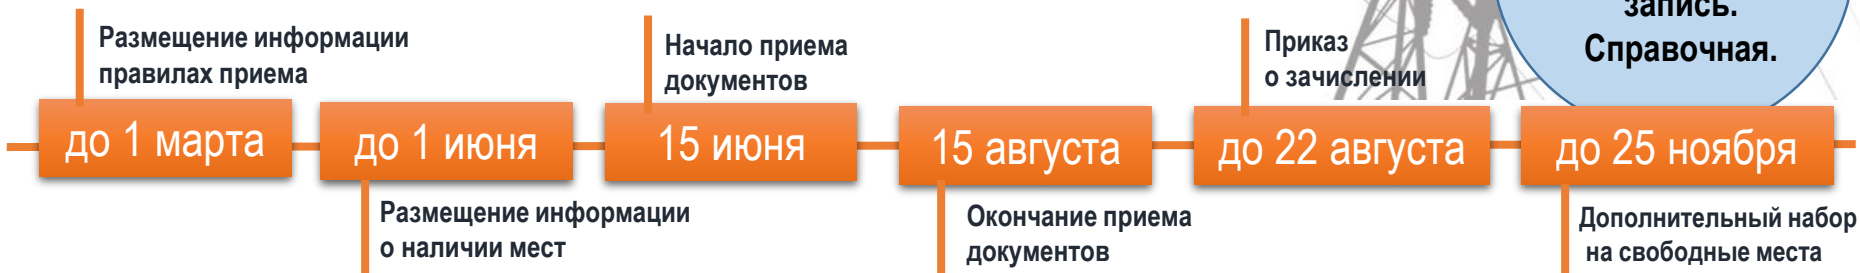 запись.
Справочная.
Размещение информации
правилах приема
Начало приема
документов
Приказ
о зачислении
до 1 марта
до 1 июня
15 июня
15 августа
до 22 августа
до 25 ноября
Размещение информации
о наличии мест
Окончание приема
документов
Дополнительный набор
на свободные места